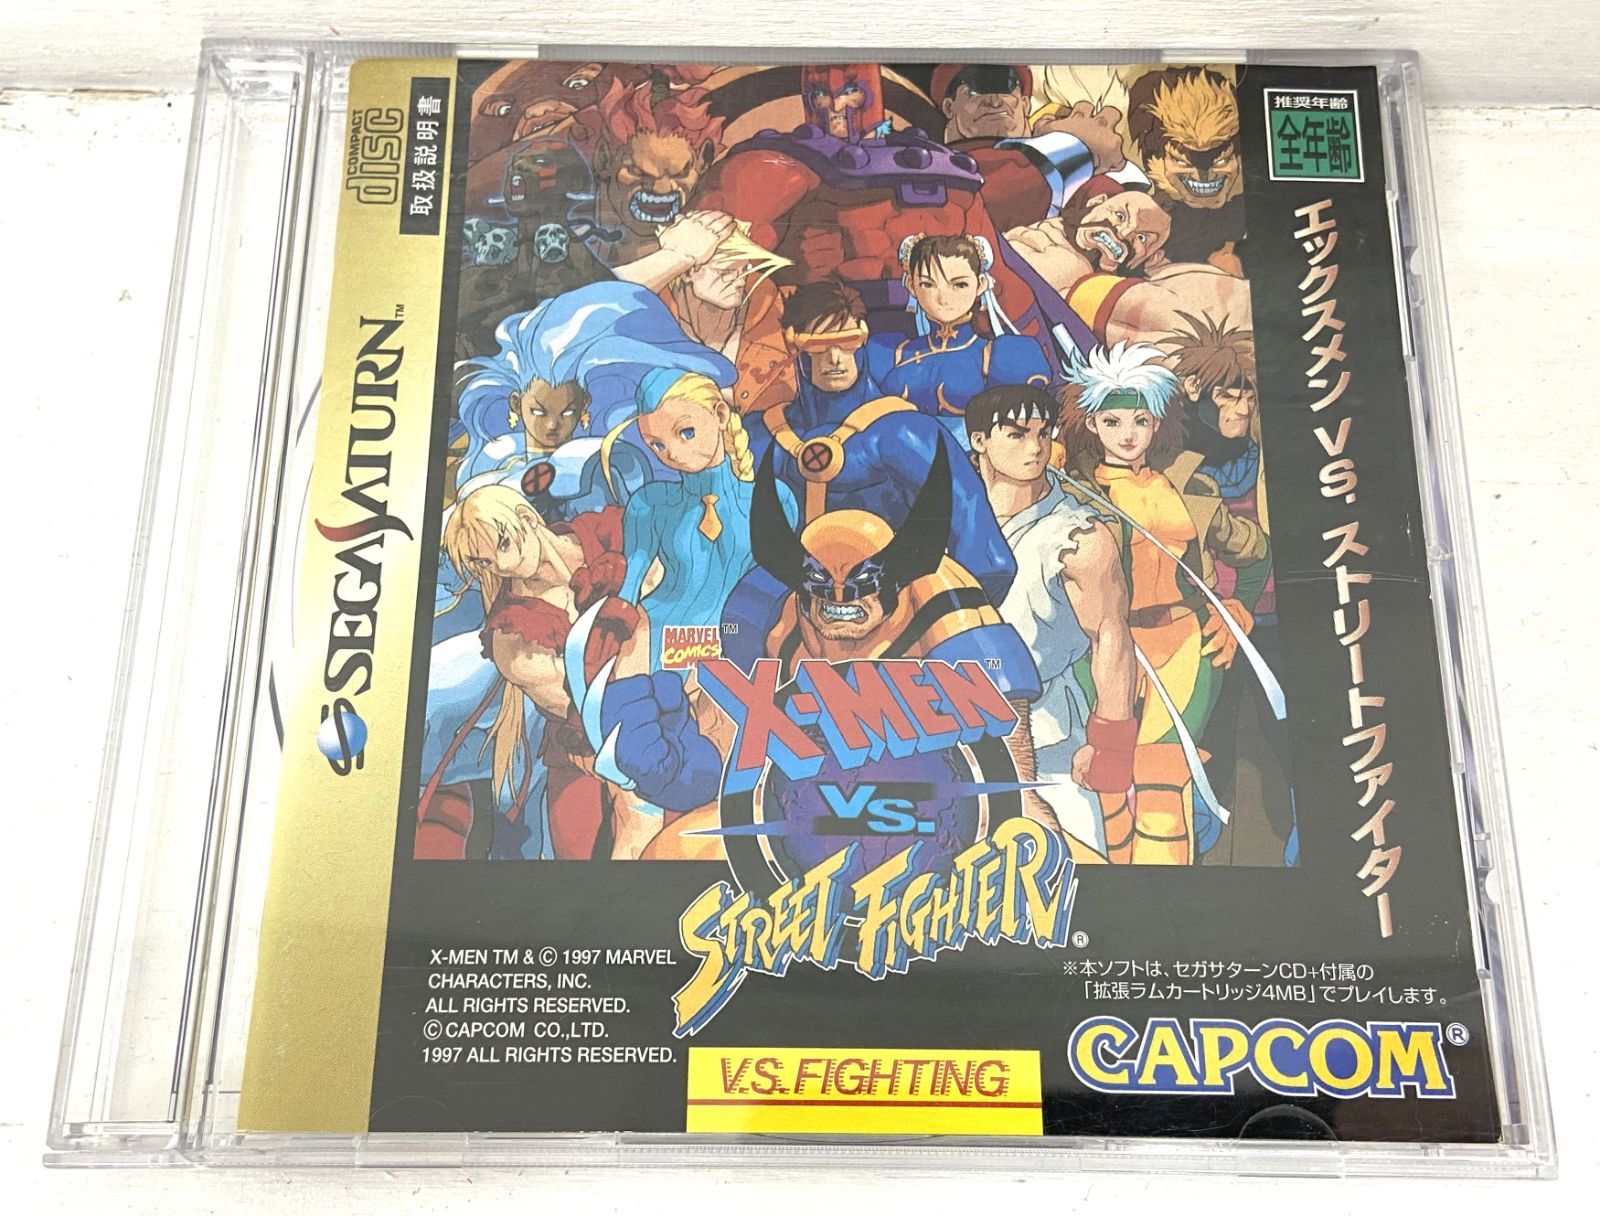 COMPACT
disc
取扱説明書
SEGA SATURN™
推奨年齢
全年齢
エックスメン VS. ストリートファイター
MARVEL COMICS™
X-MEN™
VS.
STREET FIGHTER®
X-MEN TM & © 1997 MARVEL
CHARACTERS, INC.
ALL RIGHTS RESERVED.
© CAPCOM CO.,LTD.
1997 ALL RIGHTS RESERVED.
※本ソフトは、セガサターンCD+付属の
「拡張ラムカートリッジ4MB」でプレイします。
V.S. FIGHTING
CAPCOM®